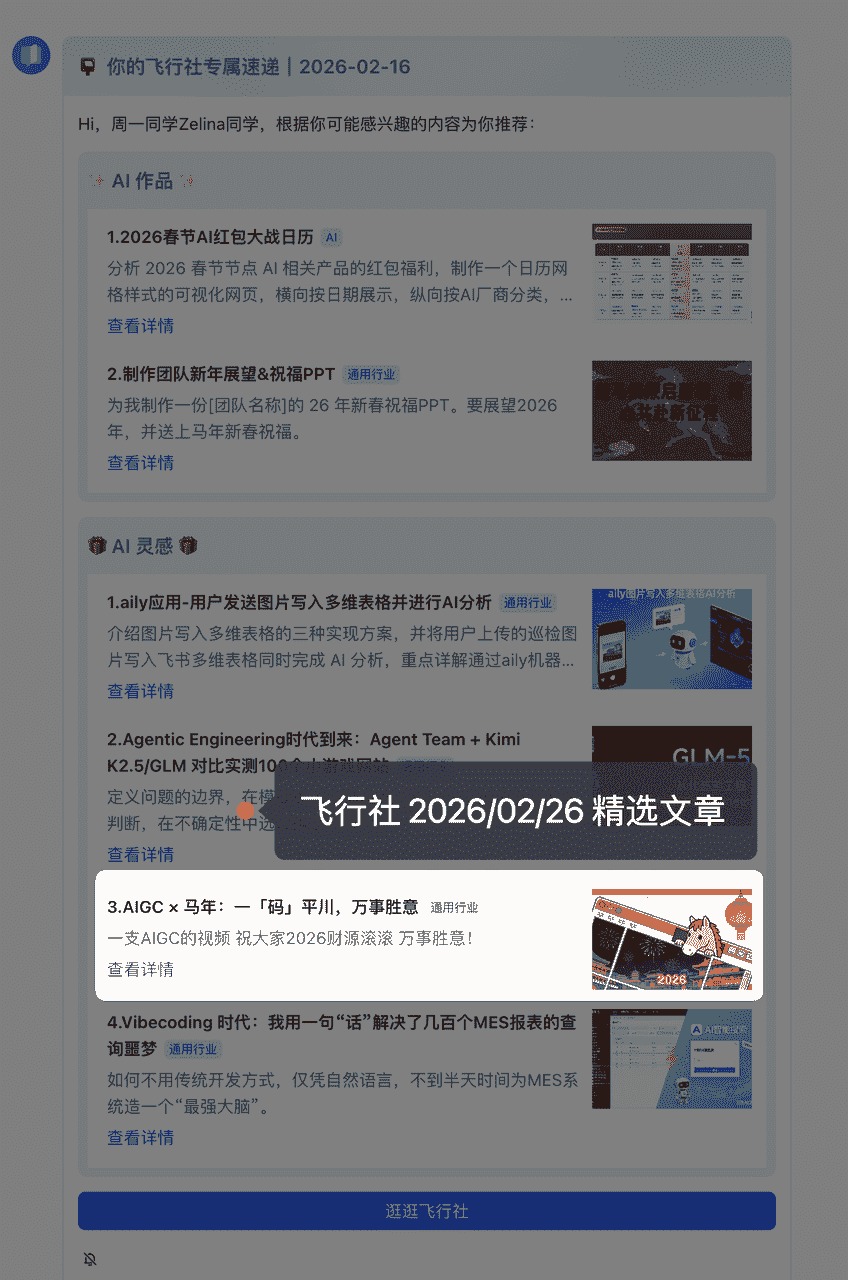 你的飞行社专属速递 | 2026-02-16
Hi，周一同学Zelina同学，根据你可能感兴趣的内容为你推荐：
AI 作品
1.2026春节AI红包大战日历 AI
分析 2026 春节节点 AI 相关产品的红包福利，制作一个日历网
格样式的可视化网页，横向按日期展示，纵向按AI厂商分类，...
查看详情
2.制作团队新年展望&祝福PPT 通用行业
为我制作一份[团队名称]的 26 年新春祝福PPT。要展望2026
年，并送上马年新春祝福。
查看详情
AI 灵感
1.aily应用-用户发送图片写入多维表格并进行AI分析 通用行业
介绍图片写入多维表格的三种实现方案，并将用户上传的巡检图
片写入飞书多维表格同时完成 AI 分析，重点详解通过aily机器...
查看详情
aily图片写入多维表格AI分析
2.Agentic Engineering时代到来：Agent Team + Kimi
K2.5/GLM 对比实测100个小游戏网站
GLM-5
定义问题的边界，在模
判断，在不确定性中选
飞行社 2026/02/26 精选文章
查看详情
3.AIGC × 马年：一「码」平川，万事胜意 通用行业
一支AIGC的视频 祝大家2026财源滚滚 万事胜意！
查看详情
2026
4.Vibecoding 时代：我用一句“话”解决了几百个MES报表的查
询噩梦 通用行业
如何不用传统开发方式，仅凭自然语言，不到半天时间为MES系
统造一个“最强大脑”。
查看详情
逛逛飞行社